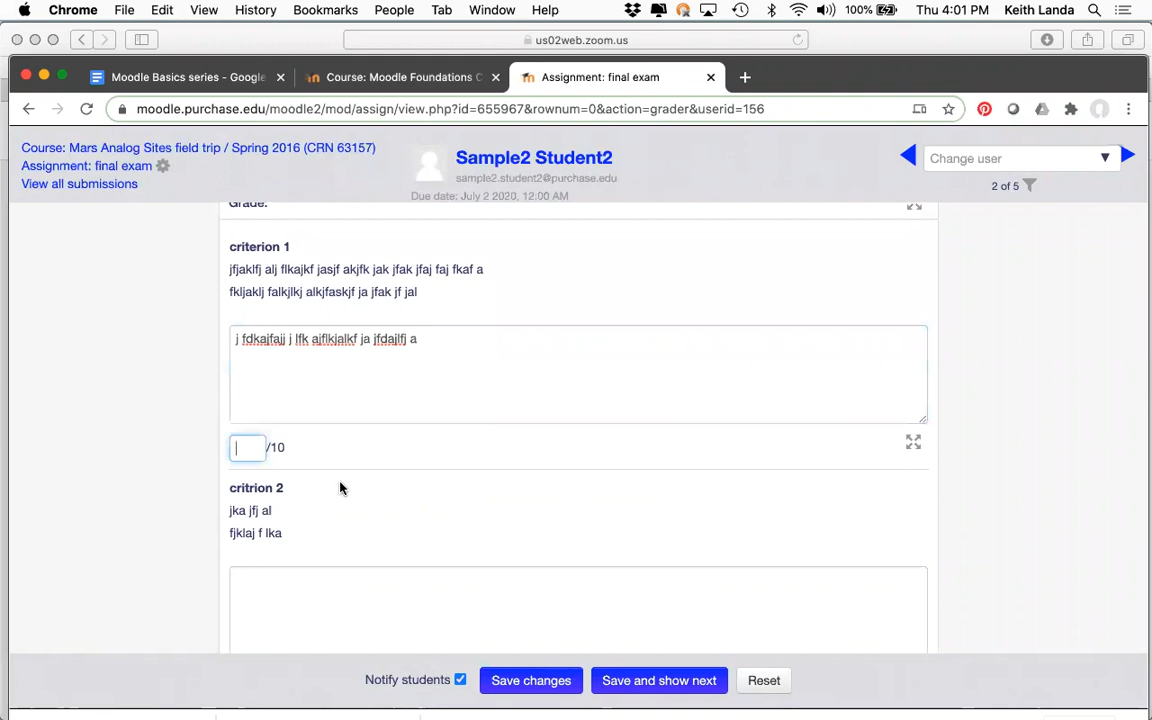 Chrome File Edit View History Bookmarks People Tab Window Help 100% Thu 4:01 PM Keith Landa
us02web.zoom.us
Moodle Basics series - Google Course: Moodle Foundations C Assignment: final exam
moodle.purchase.edu/moodle2/mod/assign/view.php?id=655967&rownum=0&action=grader&userid=156
Course: Mars Analog Sites field trip / Spring 2016 (CRN 63157)
Assignment: final exam
View all submissions
Sample2 Student2
sample2.student2@purchase.edu
Due date: July 2 2020, 12:00 AM
Change user
2 of 5
Grade:
criterion 1
jfjaklfj alj flkajkf jasjf akjfk jak jfak jfaj faj fkaf a
fkljaklj falkjlkj alkjfaskjf ja jfak jf jal
j fdkajfajj j lfk ajflkjalkf ja jfdajlfj a
/10
critrion 2
jka jfj al
fjklaj f lka
Notify students Save changes Save and show next Reset